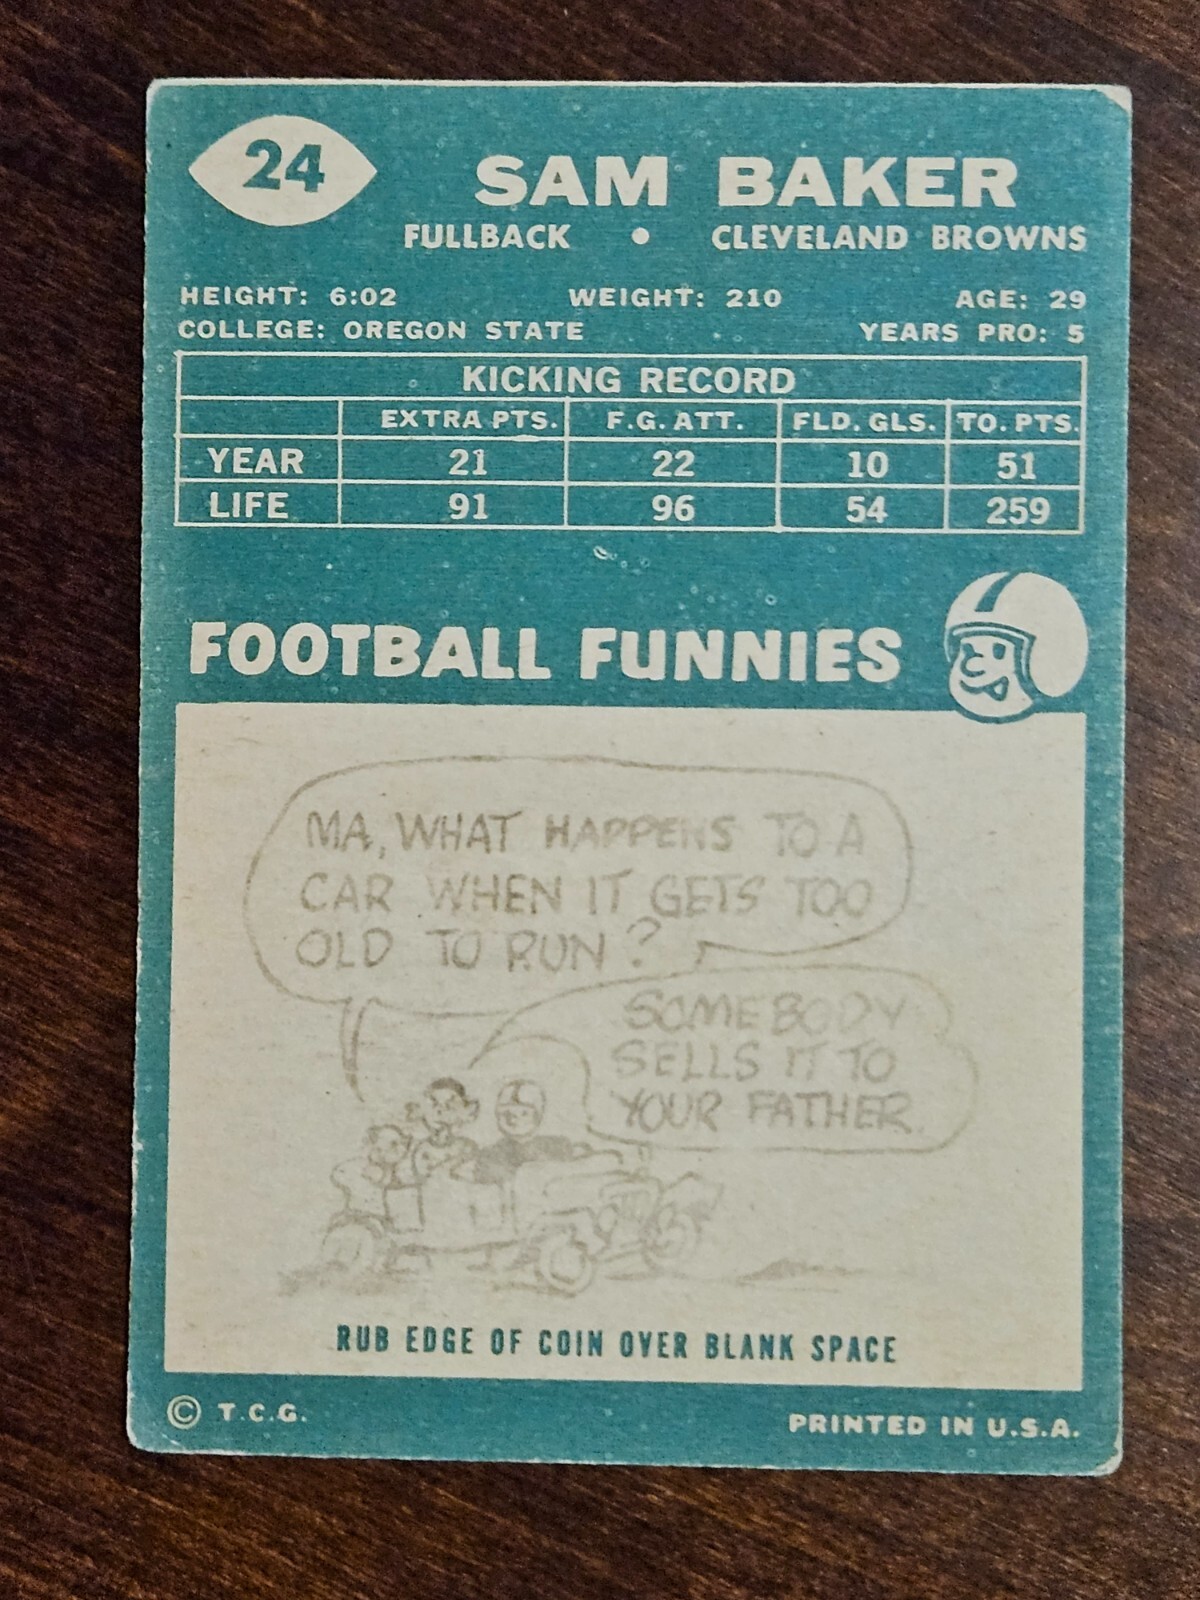 24
SAM BAKER
FULLBACK • CLEVELAND BROWNS
HEIGHT: 6:02 WEIGHT: 210 AGE: 29
COLLEGE: OREGON STATE YEARS PRO: 5
KICKING RECORD
EXTRA PTS. F.G. ATT. FLD. GLS. TO. PTS.
YEAR 21 22 10 51
LIFE 91 96 54 259
FOOTBALL FUNNIES
MA, WHAT HAPPENS TO A
CAR WHEN IT GETS TOO
OLD TO RUN?
SOMEBODY
SELLS IT TO
YOUR FATHER.
RUB EDGE OF COIN OVER BLANK SPACE
© T.C.G. PRINTED IN U.S.A.